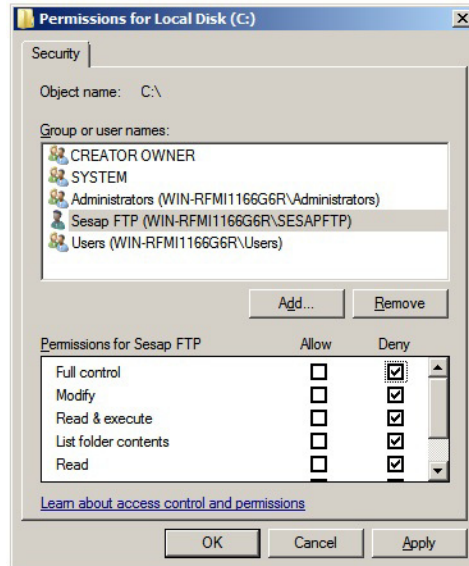 Permissions for Local Disk (C:)
Security
Object name: C:\
Group or user names:
CREATOR OWNER
SYSTEM
Administrators (WIN-RFMI1166G6R\Administrators)
Sesap FTP (WIN-RFMI1166G6R\SESAPFTP)
Users (WIN-RFMI1166G6R\Users)
Add... Remove
Permissions for Sesap FTP Allow Deny
Full control
Modify
Read & execute
List folder contents
Read
Learn about access control and permissions
OK Cancel Apply